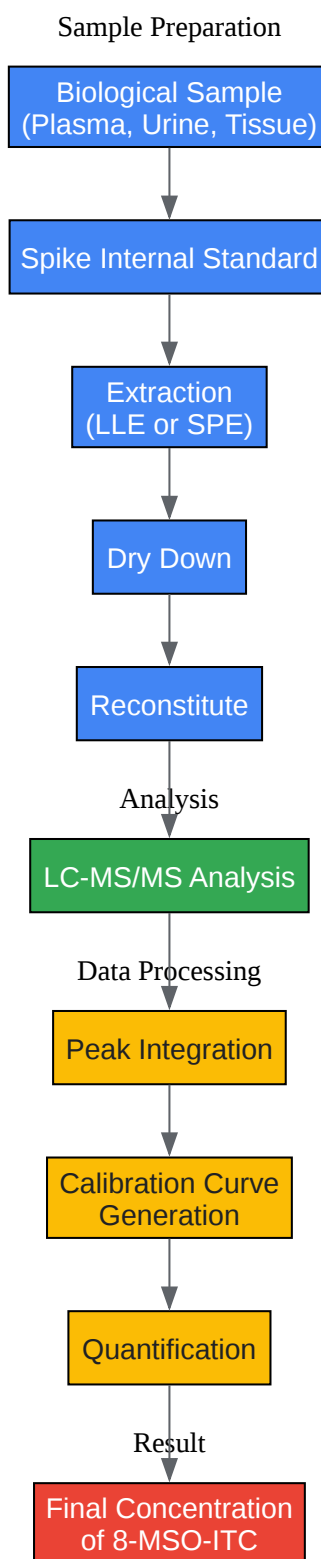 Sample Preparation
Biological Sample
(Plasma, Urine, Tissue)
Spike Internal Standard
Extraction
(LLE or SPE)
Dry Down
Reconstitute
Analysis
LC-MS/MS Analysis
Data Processing
Peak Integration
Calibration Curve
Generation
Quantification
Result
Final Concentration
of 8-MSO-ITC